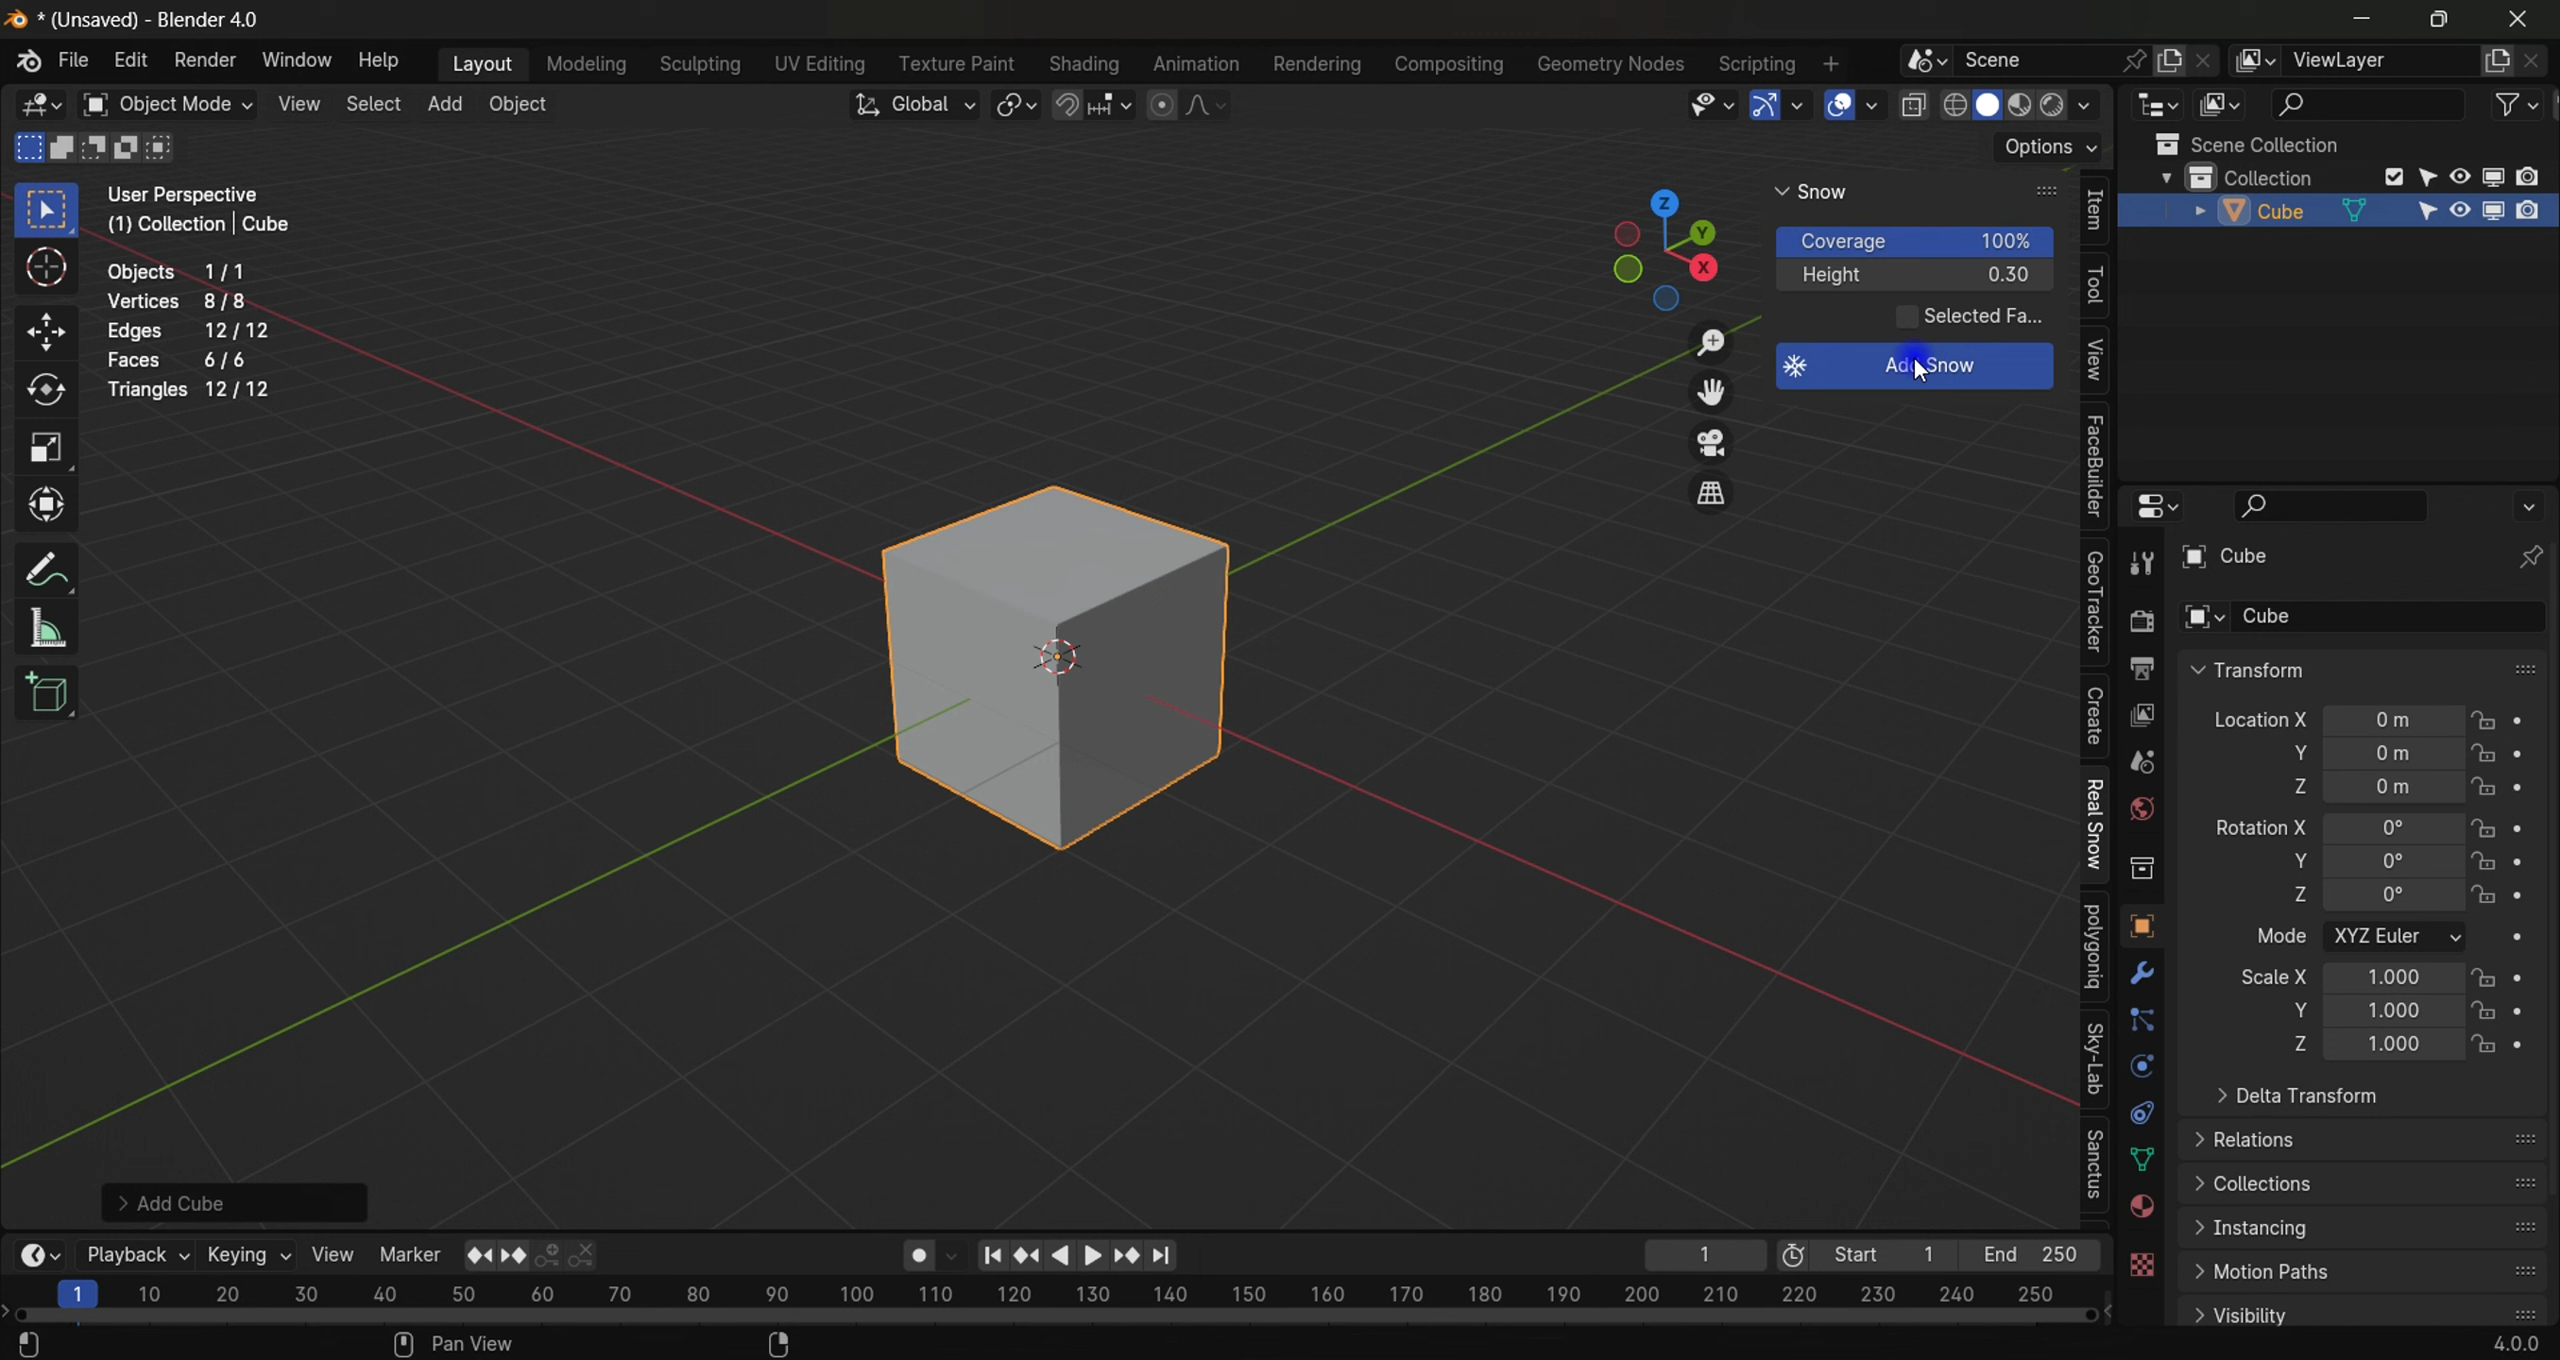 * (Unsaved) - Blender 4.0
File Edit Render Window Help Layout Modeling Sculpting UV Editing Texture Paint Shading Animation Rendering Compositing Geometry Nodes Scripting + Scene ViewLayer
Object Mode View Select Add Object Global
Options
User Perspective
(1) Collection | Cube
Objects 1 / 1
Vertices 8 / 8
Edges 12 / 12
Faces 6 / 6
Triangles 12 / 12
Z
Y
X
Snow
Coverage 100%
Height 0.30
Selected Fa...
Add Snow
Item
Tool
View
FaceBuilder
GeoTracker
Create
Real Snow
polygoniq
Sky-Lab
Sanctus
Scene Collection
Collection
Cube
Cube
Cube
Transform
Location X 0 m
Y 0 m
Z 0 m
Rotation X 0°
Y 0°
Z 0°
Mode XYZ Euler
Scale X 1.000
Y 1.000
Z 1.000
Delta Transform
Relations
Collections
Instancing
Motion Paths
Visibility
Add Cube
Playback Keying View Marker 1 Start 1 End 250
1 10 20 30 40 50 60 70 80 90 100 110 120 130 140 150 160 170 180 190 200 210 220 230 240 250
Pan View
4.0.0